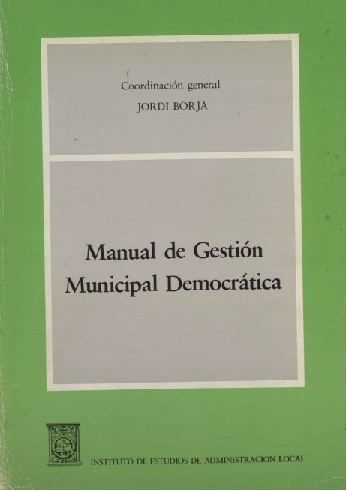 Coordinación general
JORDI BORJA
Manual de Gestión
Municipal Democrática
INSTITUTO DE ESTUDIOS DE ADMINISTRACION LOCAL